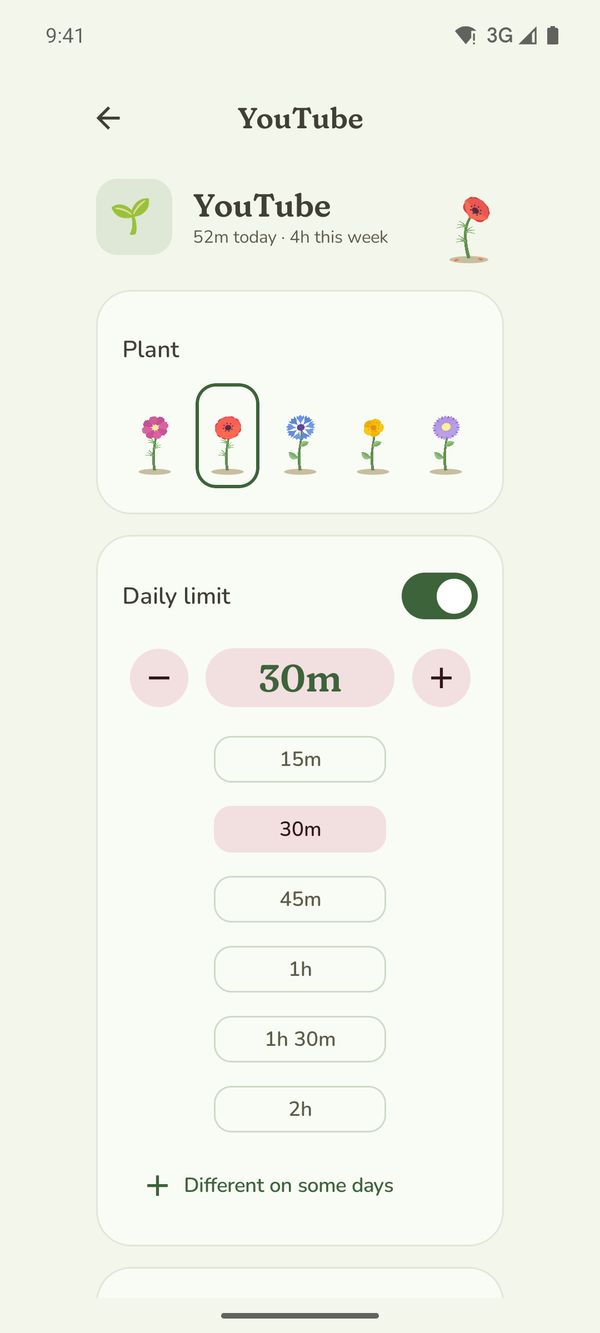 9:41
3G
YouTube
YouTube
52m today · 4h this week
Plant
Daily limit
30m
15m
30m
45m
1h
1h 30m
2h
Different on some days